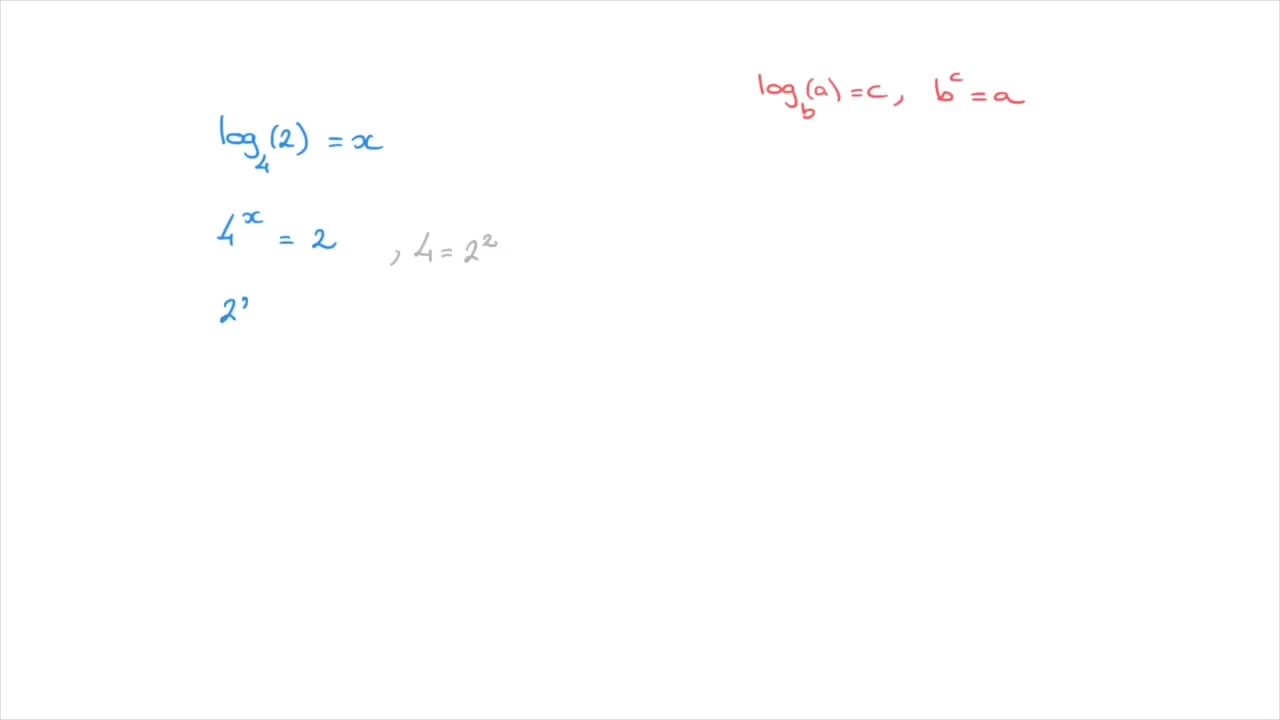 log_b(a) = c, b^c = a
log_4(2) = x
4^x = 2 , 4 = 2^2
2